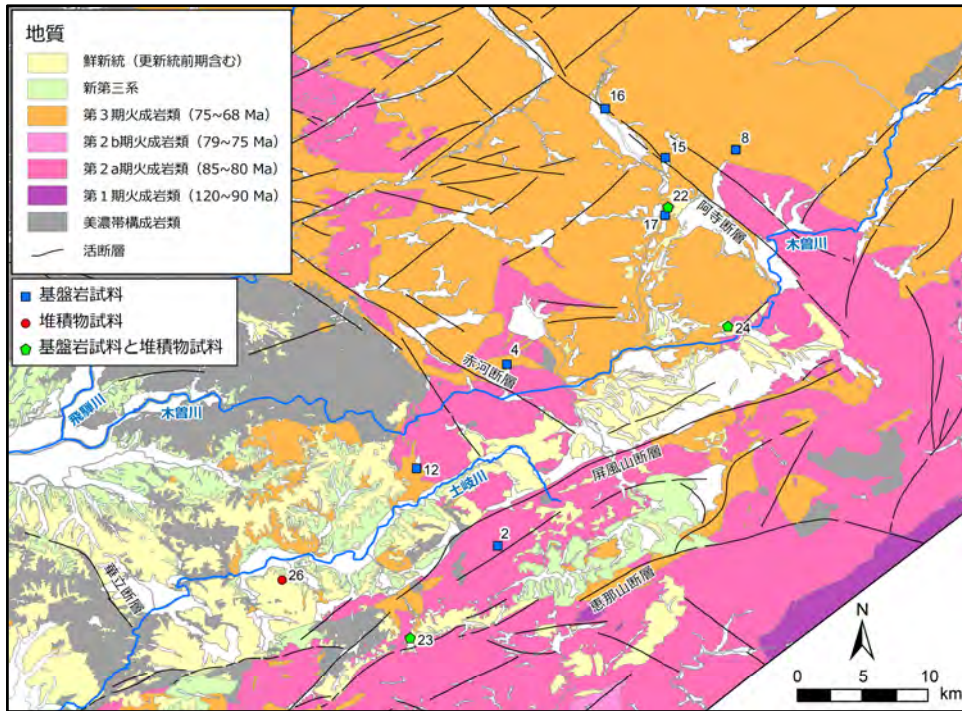 地質
鮮新統（更新統前期含む）
新第三系
第３期火成岩類（75~68 Ma）
第２b期火成岩類（79~75 Ma）
第２a期火成岩類（85~80 Ma）
第１期火成岩類（120~90 Ma）
美濃帯構成岩類
活断層
基盤岩試料
堆積物試料
基盤岩試料と堆積物試料
16
15
8
22
17
阿寺断層
木曽川
24
4
赤河断層
飛騨川
木曽川
12
土岐川
屏風山断層
2
26
華立断層
恵那山断層
23
N
0 5 10
km